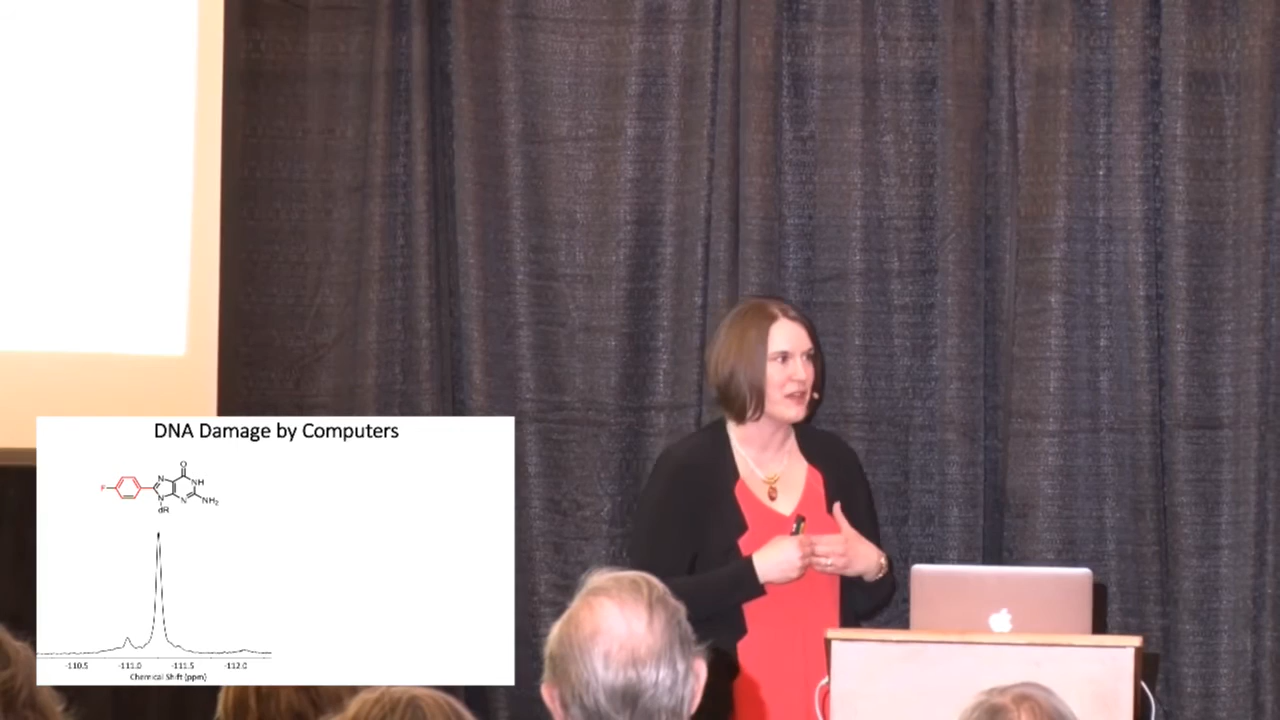 DNA Damage by Computers
O
F
N
NH
N
N
NH₂
dR
-110.5 -111.0 -111.5 -112.0
Chemical Shift (ppm)